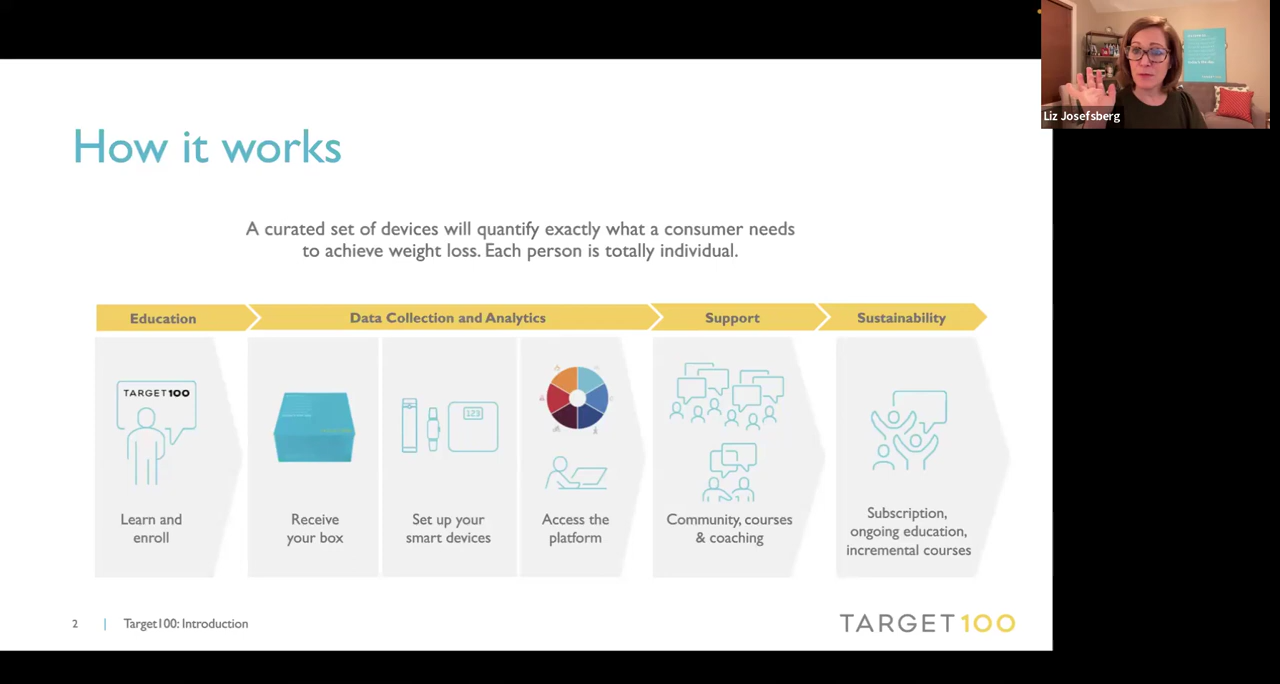 Liz Josefsberg
How it works
A curated set of devices will quantify exactly what a consumer needs
to achieve weight loss. Each person is totally individual.
Education
Data Collection and Analytics
Support
Sustainability
TARGET100
123
Learn and
enroll
Receive
your box
Set up your
smart devices
Access the
platform
Community, courses
& coaching
Subscription,
ongoing education,
incremental courses
2 | Target100: Introduction
TARGET100